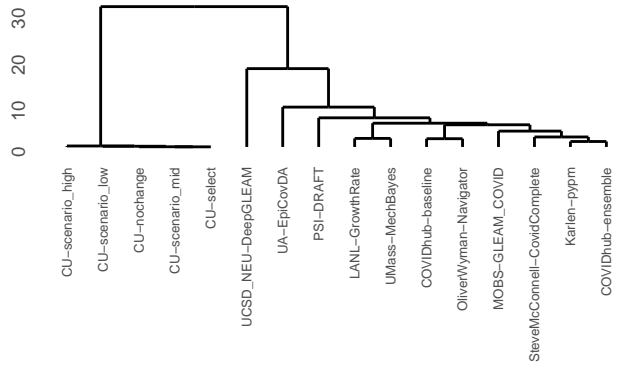 30
20
10
0
CU−scenario_high
CU−scenario_low
CU−nochange
CU−scenario_mid
CU−select
UCSD_NEU−DeepGLEAM
UA−EpiCovDA
PSI−DRAFT
LANL−GrowthRate
UMass−MechBayes
COVIDhub−baseline
OliverWyman−Navigator
MOBS−GLEAM_COVID
SteveMcConnell−CovidComplete
Karlen−pypm
COVIDhub−ensemble